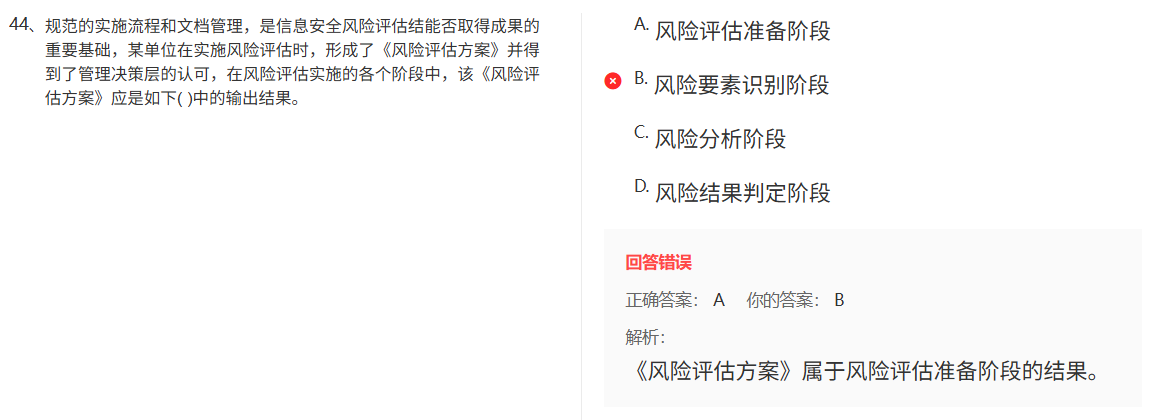 44、规范的实施流程和文档管理，是信息安全风险评估结能否取得成果的
重要基础，某单位在实施风险评估时，形成了《风险评估方案》并得
到了管理决策层的认可，在风险评估实施的各个阶段中，该《风险评
估方案》应是如下( )中的输出结果。
A. 风险评估准备阶段
B. 风险要素识别阶段
C. 风险分析阶段
D. 风险结果判定阶段
回答错误
正确答案： A 你的答案： B
解析：
《风险评估方案》属于风险评估准备阶段的结果。